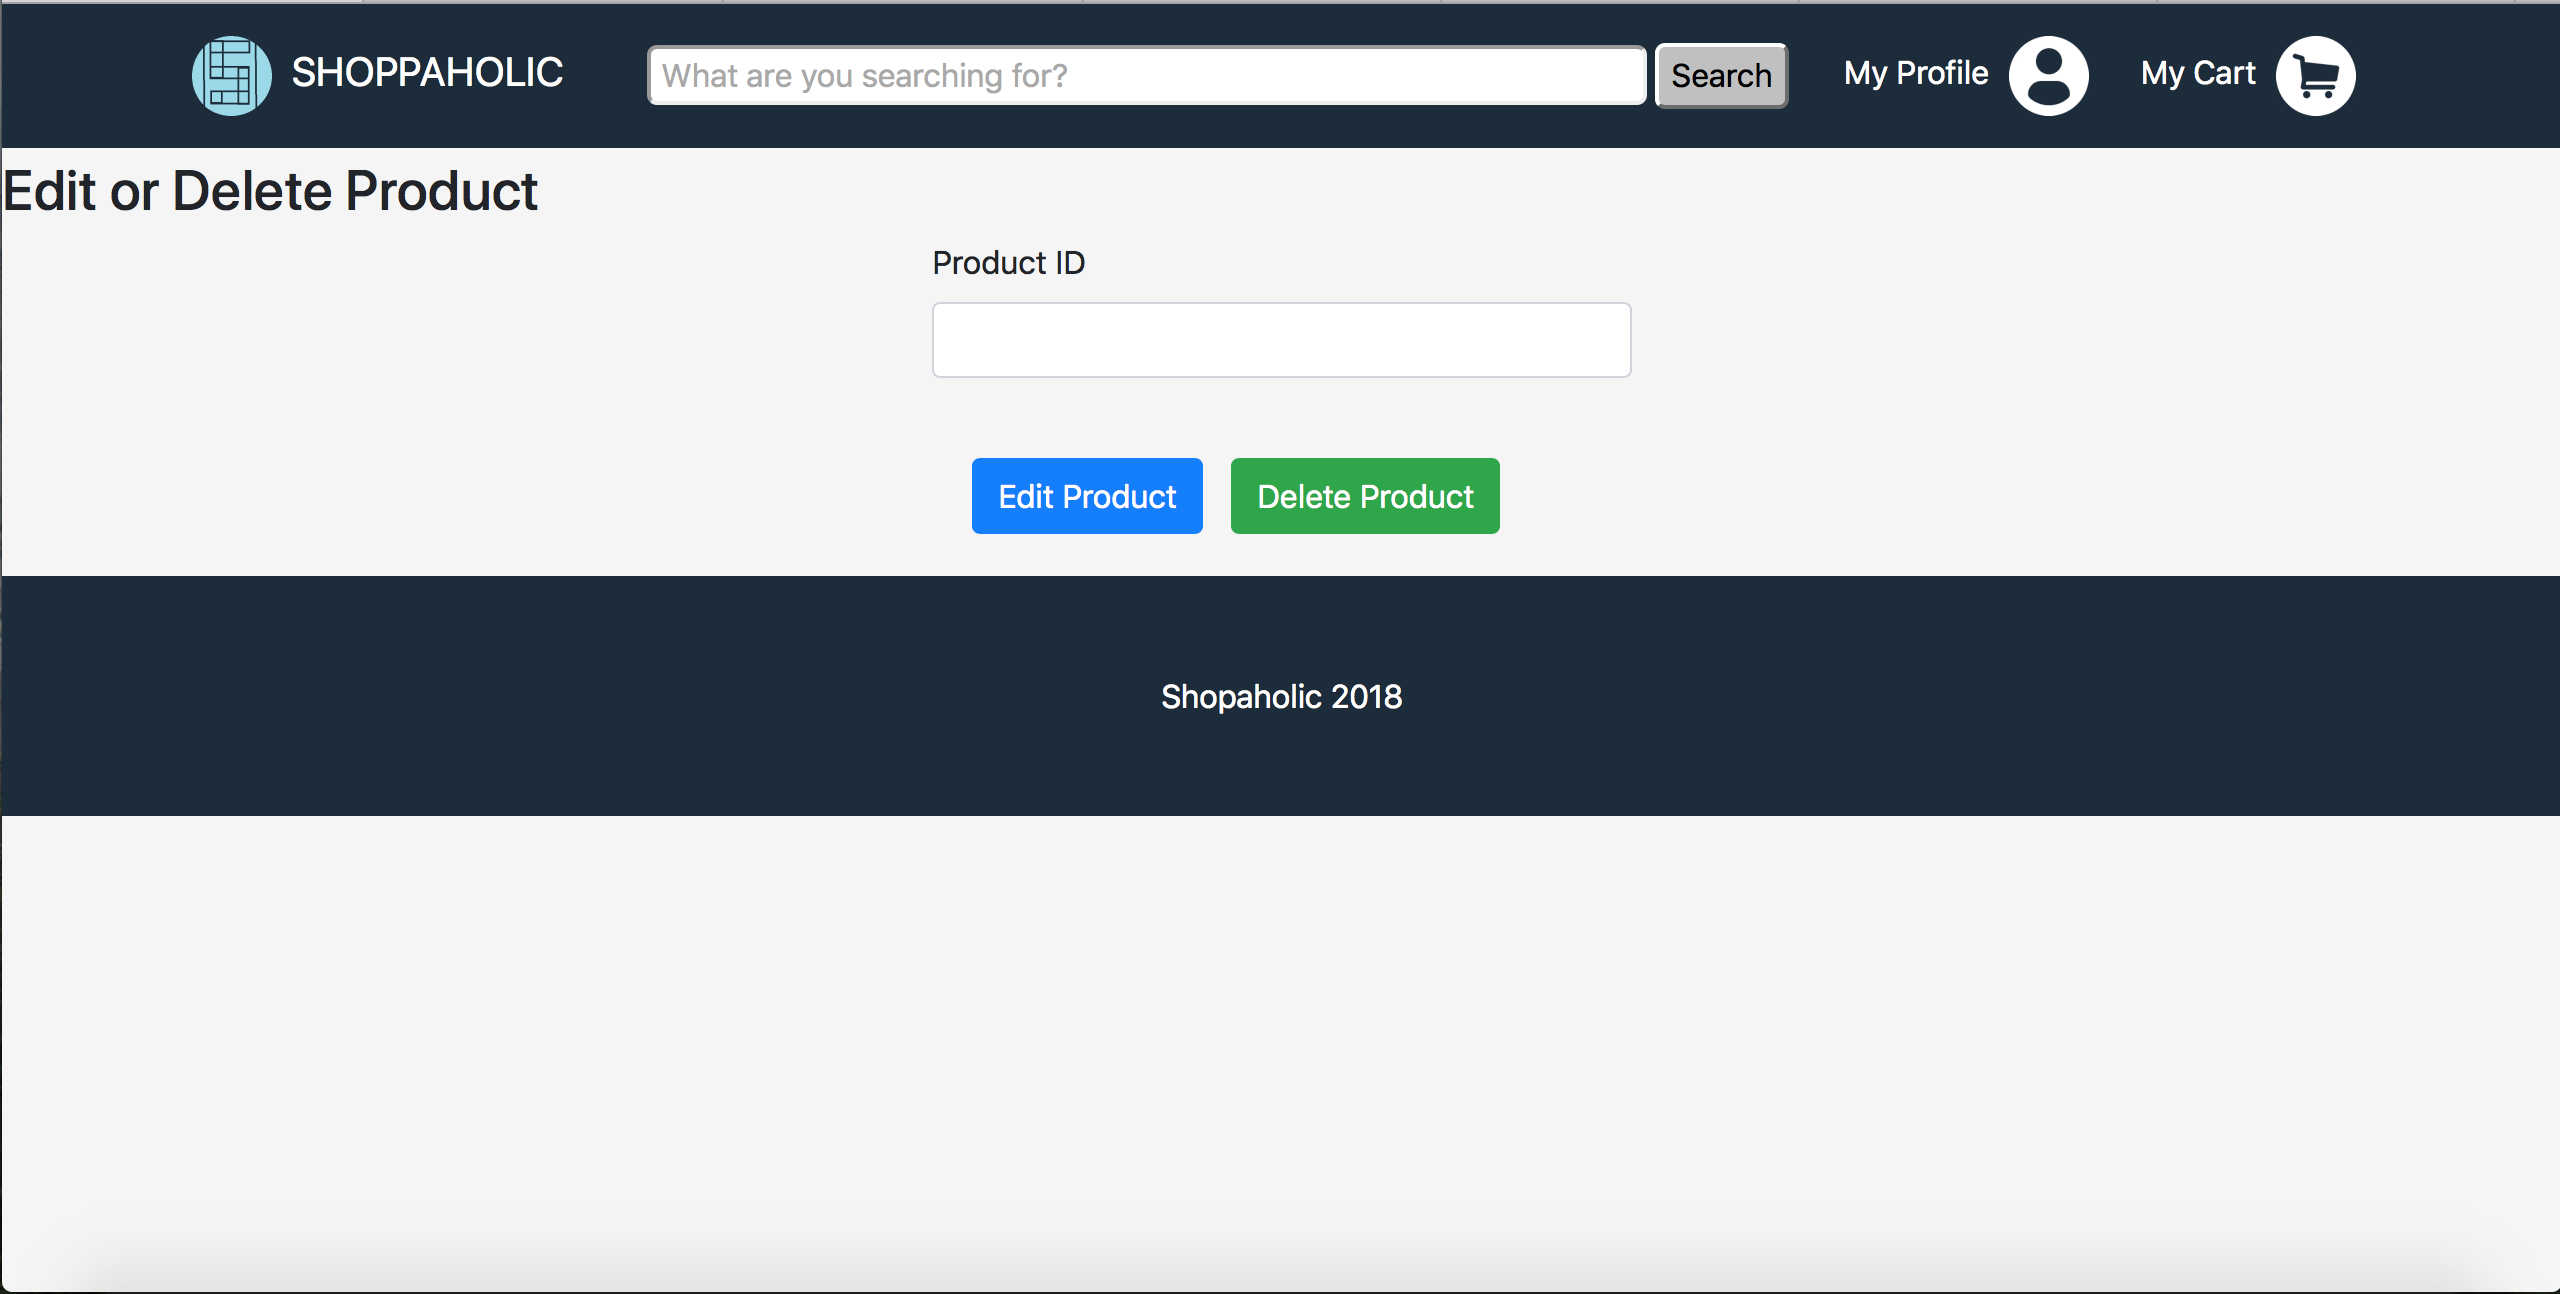 SHOPPAHOLIC
What are you searching for?
Search
My Profile
My Cart
Edit or Delete Product
Product ID
Edit Product
Delete Product
Shopaholic 2018